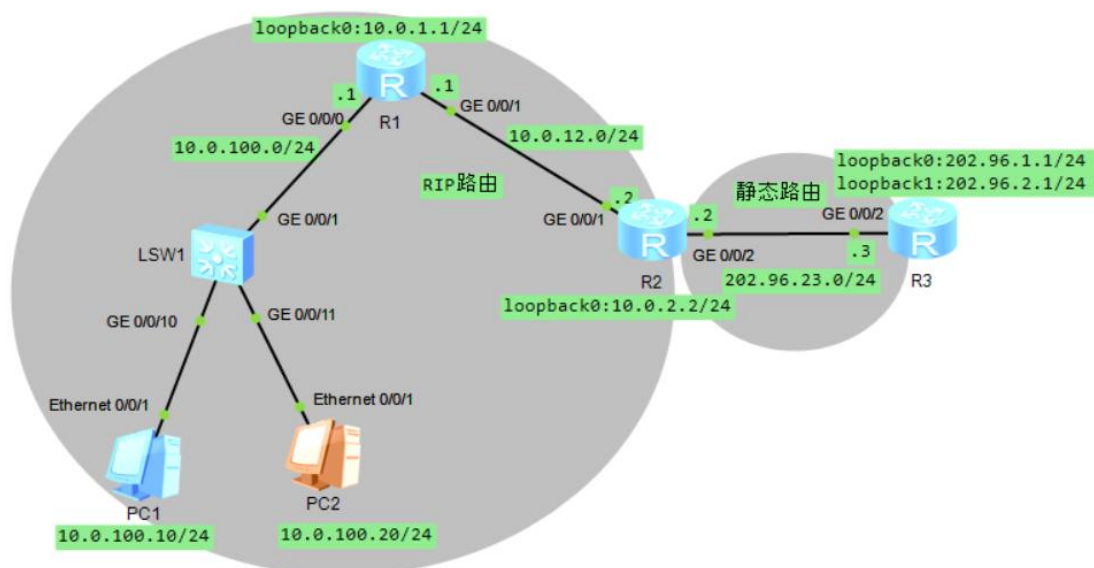 loopback0:10.0.1.1/24
R
.1
.1
GE 0/0/0
R1
GE 0/0/1
10.0.100.0/24
10.0.12.0/24
RIP路由
loopback0:202.96.1.1/24
loopback1:202.96.2.1/24
静态路由
GE 0/0/1
GE 0/0/1
.2
R
.2
GE 0/0/2
R
LSW1
R2
GE 0/0/2
.3
R3
202.96.23.0/24
loopback0:10.0.2.2/24
GE 0/0/10
GE 0/0/11
Ethernet 0/0/1
Ethernet 0/0/1
PC1
PC2
10.0.100.10/24
10.0.100.20/24